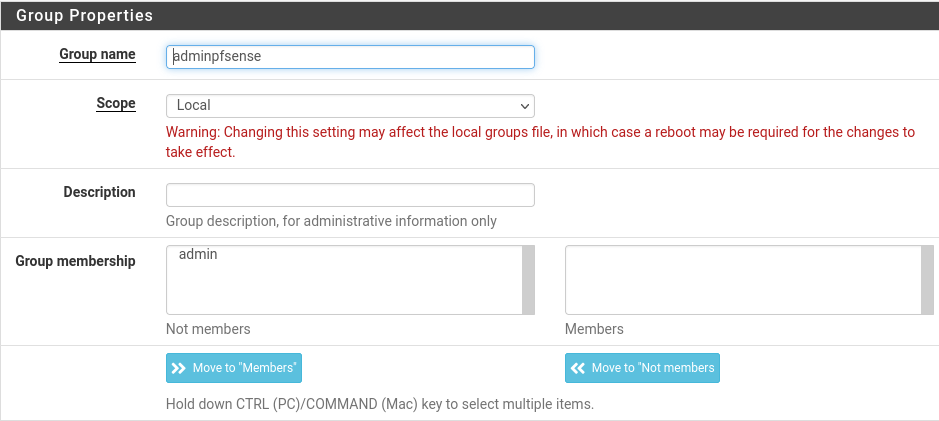 Group Properties
Group name
adminpfsense
Scope
Local
Warning: Changing this setting may affect the local groups file, in which case a reboot may be required for the changes to
take effect.
Description
Group description, for administrative information only
Group membership
admin
Not members
Members
Move to "Members"
Move to "Not members
Hold down CTRL (PC)/COMMAND (Mac) key to select multiple items.